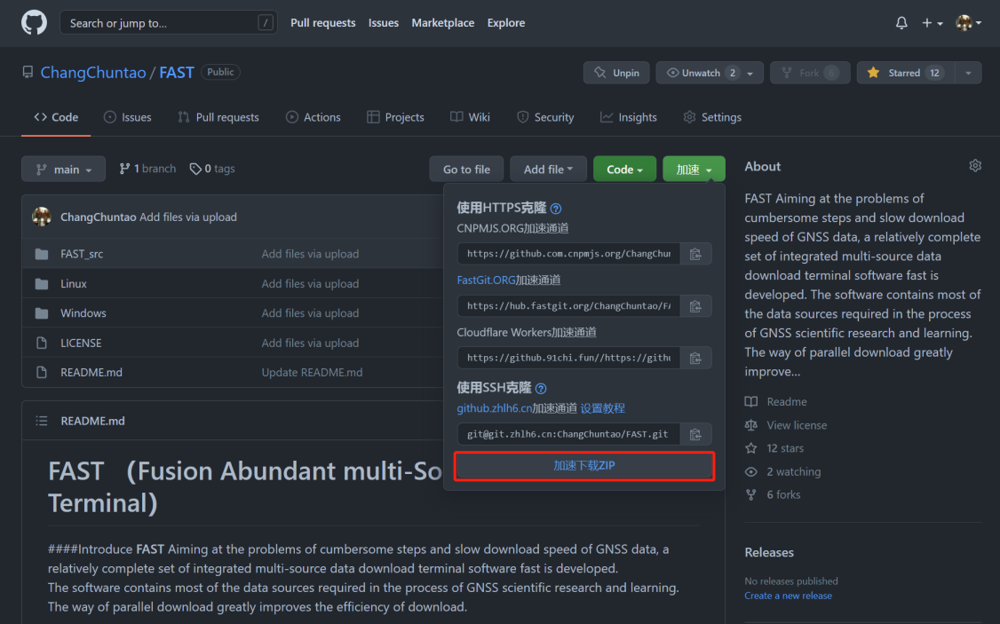 Search or jump to... /
Pull requests Issues Marketplace Explore
ChangChuntao / FAST Public
Unpin Unwatch 2 Fork 6 Starred 12
Code Issues Pull requests Actions Projects Wiki Security Insights Settings
main 1 branch 0 tags Go to file Add file Code 加速
ChangChuntao Add files via upload
FAST_src Add files via upload
Linux Add files via upload
Windows Add files via upload
LICENSE Add files via upload
README.md Update README.md
使用HTTPS克隆
CNPMJS.ORG加速通道
https://github.com.cnpmjs.org/ChangChun
FastGit.ORG加速通道
https://hub.fastgit.org/ChangChuntao/FA
Cloudflare Workers加速通道
https://github.91chi.fun//https://githu
使用SSH克隆
github.zhlh6.cn加速通道 设置教程
git@git.zhlh6.cn:ChangChuntao/FAST.git
加速下载ZIP
README.md
FAST （Fusion Abundant multi-So
Terminal)
####Introduce FAST Aiming at the problems of cumbersome steps and slow download speed of GNSS data, a
relatively complete set of integrated multi-source data download terminal software fast is developed.
The software contains most of the data sources required in the process of GNSS scientific research and learning.
The way of parallel download greatly improves the efficiency of download.
About
FAST Aiming at the problems of
cumbersome steps and slow download
speed of GNSS data, a relatively complete
set of integrated multi-source data
download terminal software fast is
developed. The software contains most of
the data sources required in the process
of GNSS scientific research and learning.
The way of parallel download greatly
improve...
Readme
View license
12 stars
2 watching
6 forks
Releases
No releases published
Create a new release